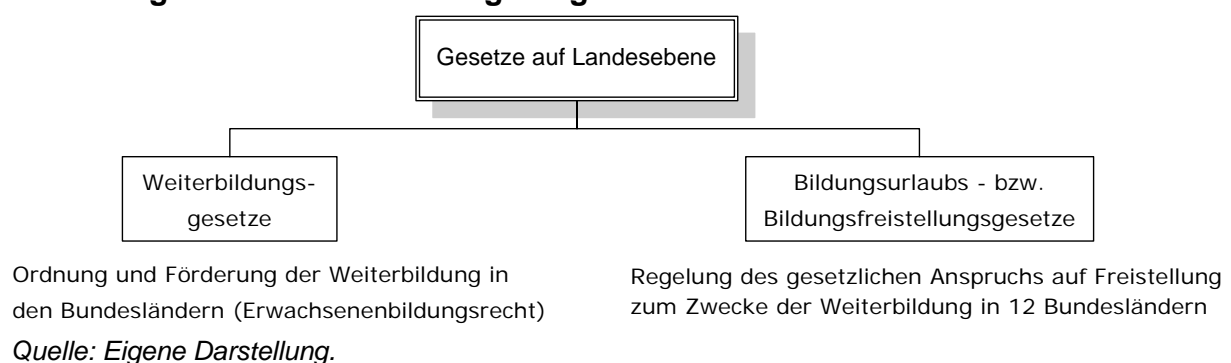 Gesetze auf Landesebene
Weiterbildungs-
gesetze
Bildungsurlaubs - bzw.
Bildungsfreistellungsgesetze
Ordnung und Förderung der Weiterbildung in
den Bundesländern (Erwachsenenbildungsrecht)
Regelung des gesetzlichen Anspruchs auf Freistellung
zum Zwecke der Weiterbildung in 12 Bundesländern
Quelle: Eigene Darstellung.